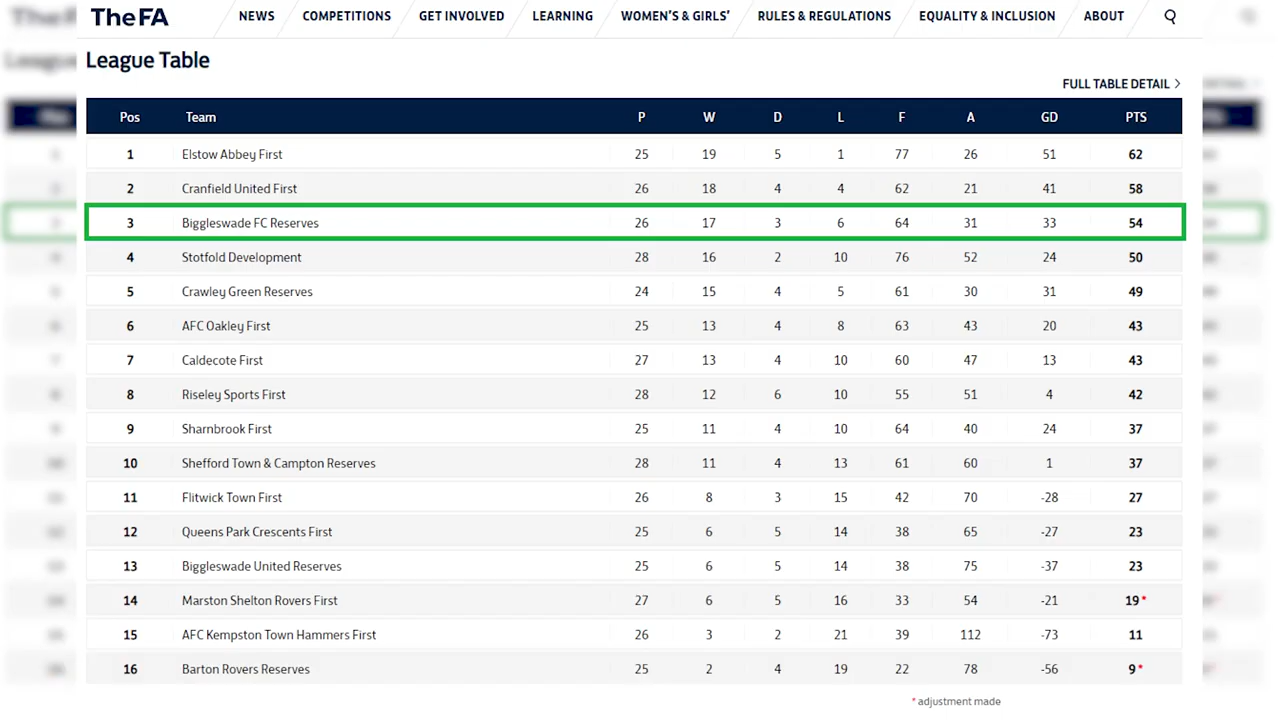 TheFA NEWS COMPETITIONS GET INVOLVED LEARNING WOMEN'S & GIRLS' RULES & REGULATIONS EQUALITY & INCLUSION ABOUT
League Table
FULL TABLE DETAIL >
Pos Team P W D L F A GD PTS
1 Elstow Abbey First 25 19 5 1 77 26 51 62
2 Cranfield United First 26 18 4 4 62 21 41 58
3 Biggleswade FC Reserves 26 17 3 6 64 31 33 54
4 Stotfold Development 28 16 2 10 76 52 24 50
5 Crawley Green Reserves 24 15 4 5 61 30 31 49
6 AFC Oakley First 25 13 4 8 63 43 20 43
7 Caldecote First 27 13 4 10 60 47 13 43
8 Riseley Sports First 28 12 6 10 55 51 4 42
9 Sharnbrook First 25 11 4 10 64 40 24 37
10 Shefford Town & Campton Reserves 28 11 4 13 61 60 1 37
11 Flitwick Town First 26 8 3 15 42 70 -28 27
12 Queens Park Crescents First 25 6 5 14 38 65 -27 23
13 Biggleswade United Reserves 25 6 5 14 38 75 -37 23
14 Marston Shelton Rovers First 27 6 5 16 33 54 -21 19*
15 AFC Kempston Town Hammers First 26 3 2 21 39 112 -73 11
16 Barton Rovers Reserves 25 2 4 19 22 78 -56 9*
* adjustment made